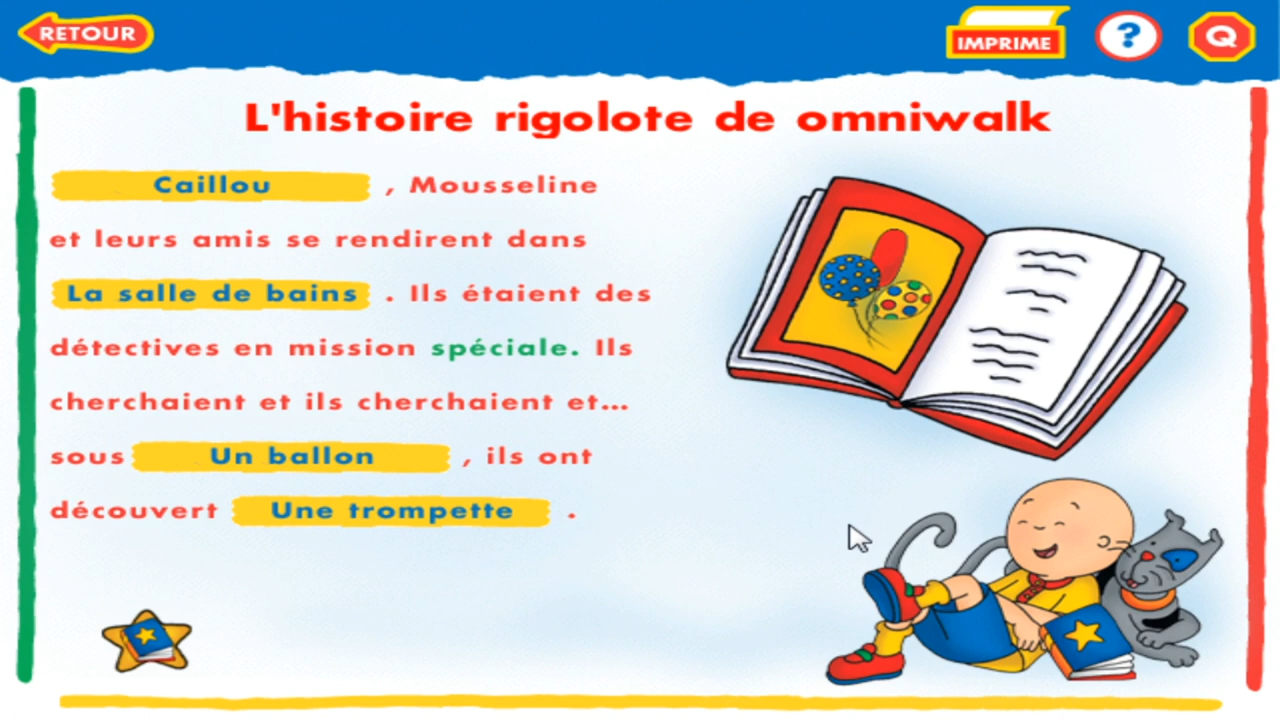 RETOUR
IMPRIME
?
Q
L'histoire rigolote de omniwalk
Caillou , Mousseline
et leurs amis se rendirent dans
La salle de bains . Ils étaient des
détectives en mission spéciale. Ils
cherchaient et ils cherchaient et...
sous Un ballon , ils ont
découvert Une trompette .